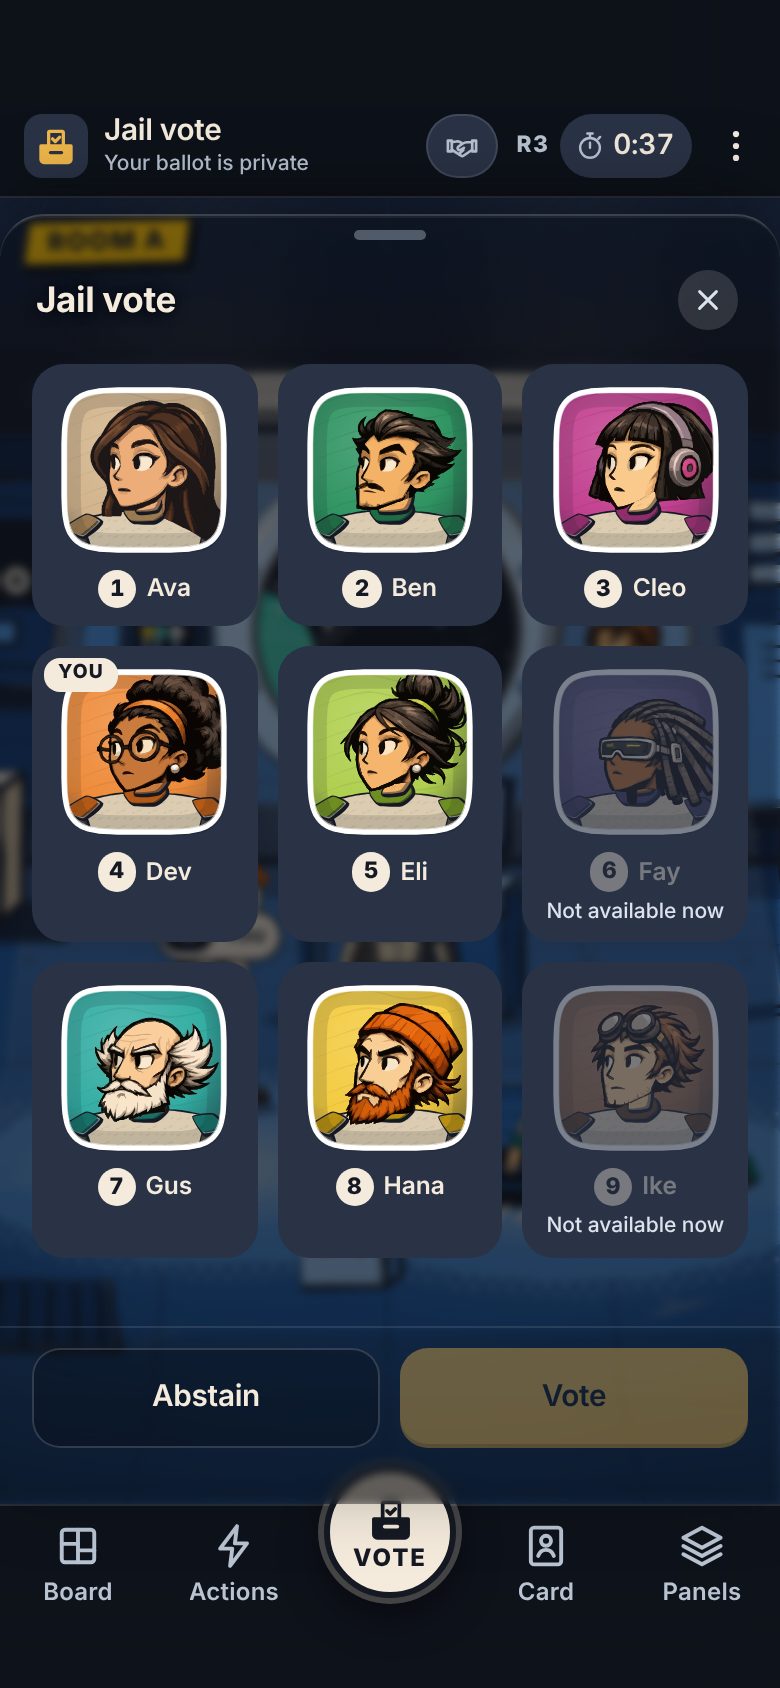 Jail vote
Your ballot is private
R3
0:37
ROOM A
Jail vote
1 Ava
2 Ben
3 Cleo
YOU
4 Dev
5 Eli
6 Fay
Not available now
7 Gus
8 Hana
9 Ike
Not available now
Abstain
Vote
VOTE
Board
Actions
Card
Panels